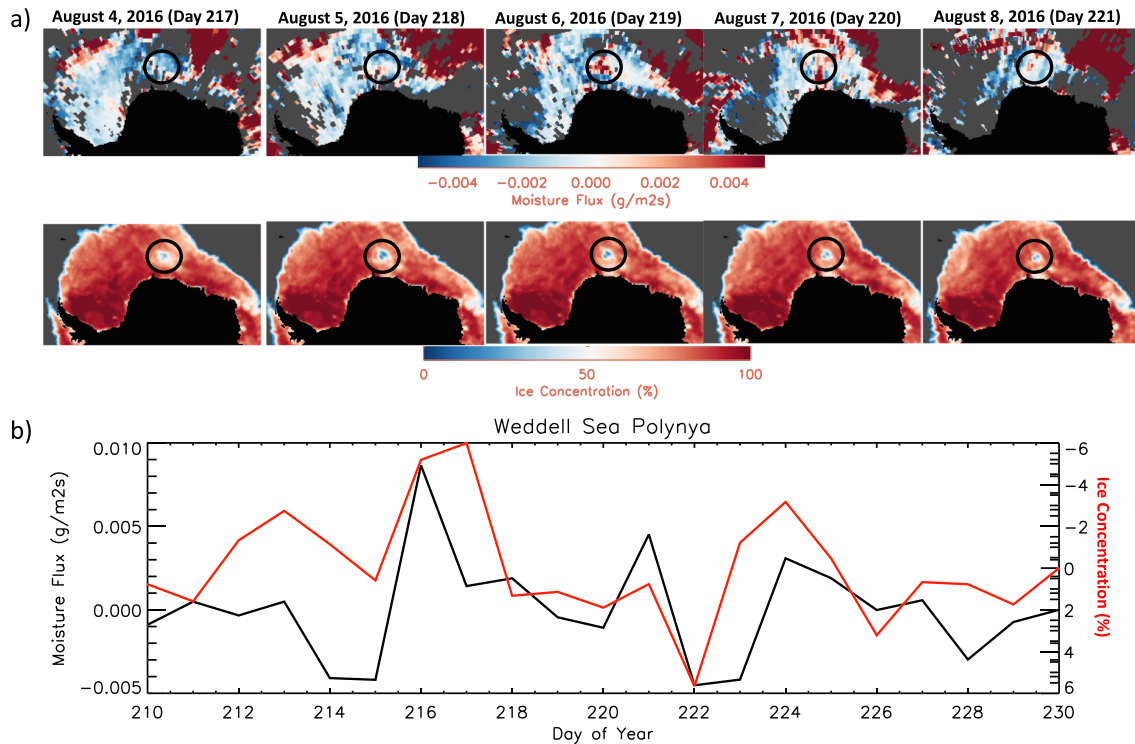 a)
August 4, 2016 (Day 217) August 5, 2016 (Day 218) August 6, 2016 (Day 219) August 7, 2016 (Day 220) August 8, 2016 (Day 221)
−0.004 −0.002 0.000 0.002 0.004
Moisture Flux (g/m2s)
0 50 100
Ice Concentration (%)
b)
Weddell Sea Polynya
0.010
0.005
0.000
−0.005
Moisture Flux (g/m2s)
−6
−4
−2
0
2
4
6
Ice Concentration (%)
210 212 214 216 218 220 222 224 226 228 230
Day of Year